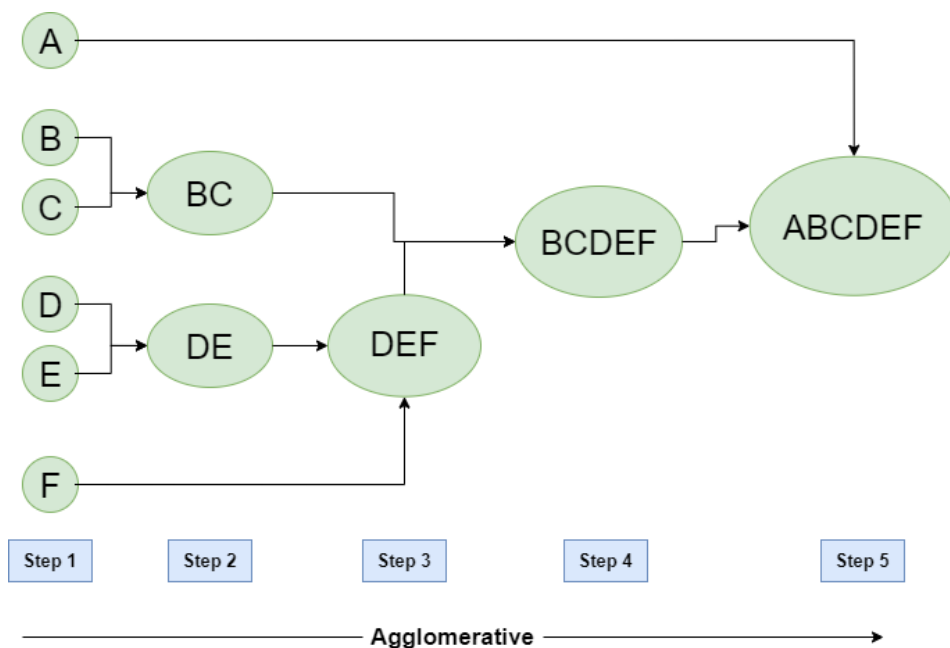 A
B
C
BC
BCDEF
ABCDEF
D
E
DE
DEF
F
Step 1
Step 2
Step 3
Step 4
Step 5
Agglomerative